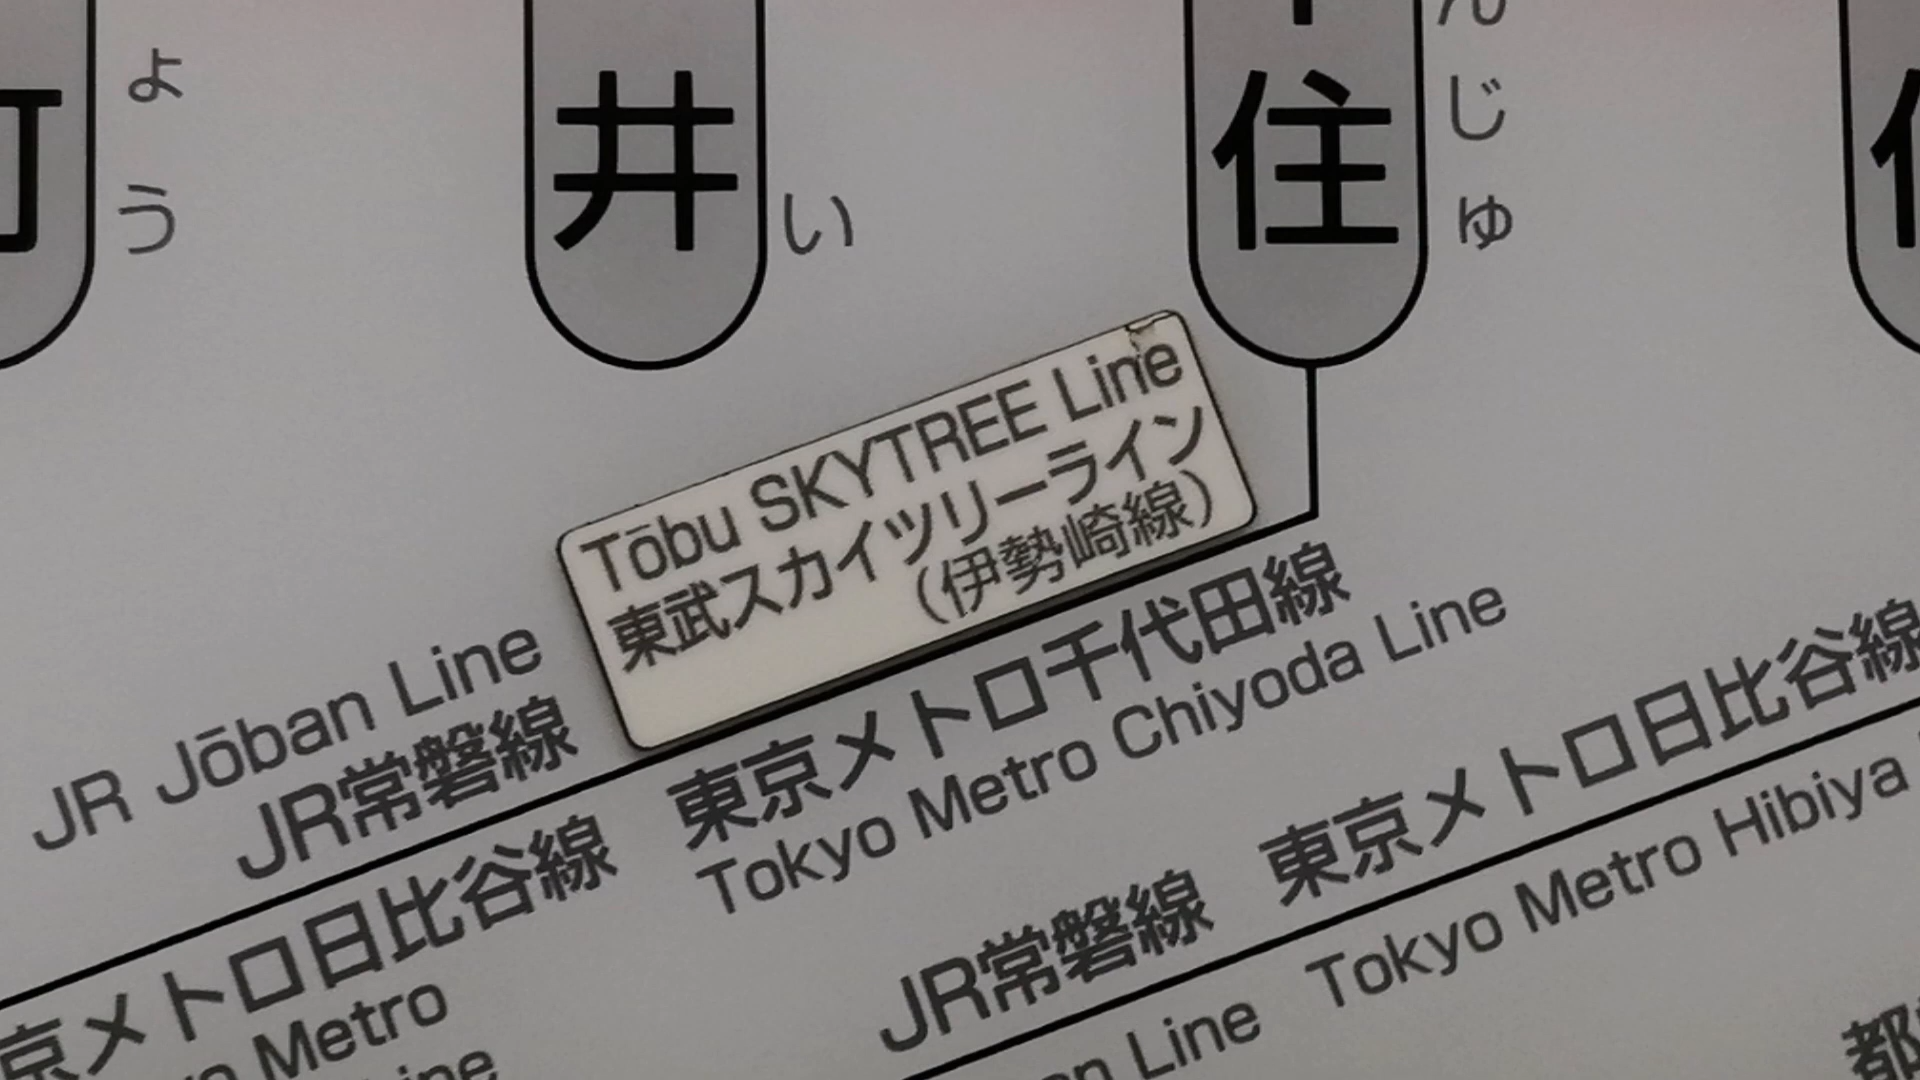 ょ
う
井
い
住
じ
ゅ
Tōbu SKYTREE Line
東武スカイツリーライン
(伊勢崎線)
JR Jōban Line
JR常磐線
東京メトロ千代田線
Tokyo Metro Chiyoda Line
京メトロ日比谷線
Metro
JR常磐線
東京メトロ日比谷線
Line
Tokyo Metro Hibiya